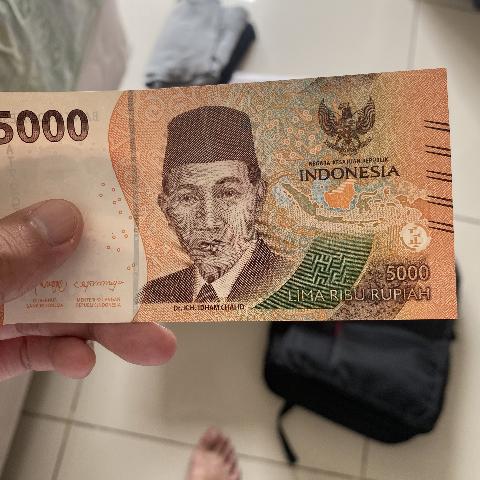 5000
NEGARA KESATUAN REPUBLIK
INDONESIA
5000
LIMA RIBU RUPIAH
Dr. K.H. IDHAM CHALID